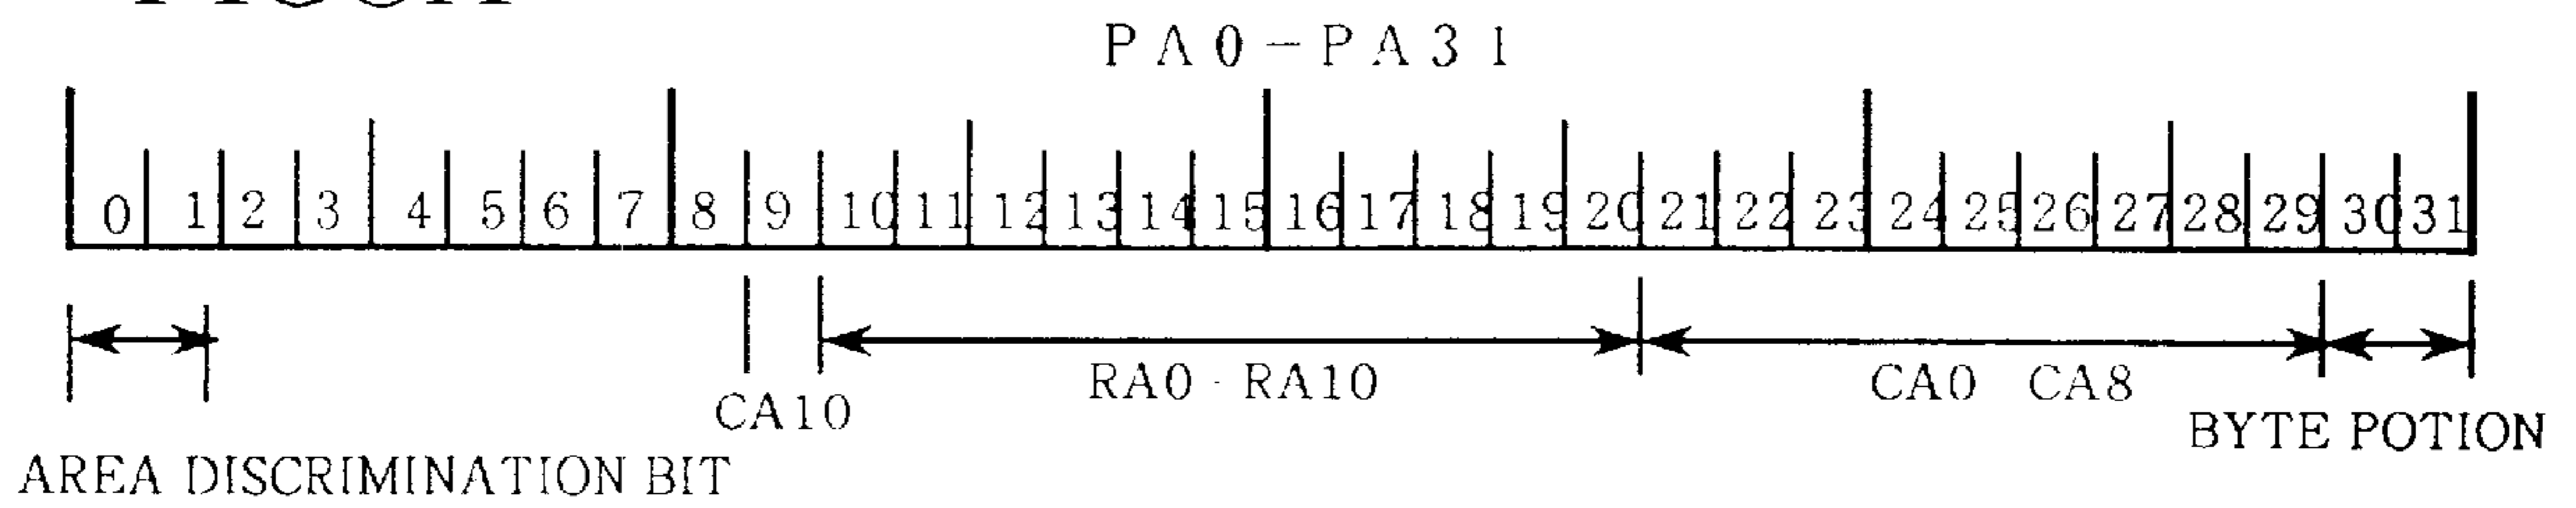 PA0-PA31
0 1 2 3 4 5 6 7 8 9 10 11 12 13 14 15 16 17 18 19 20 21 22 23 24 25 26 27 28 29 30 31
RA0-RA10
CA0 CA8
CA10
BYTE POTION
AREA DISCRIMINATION BIT